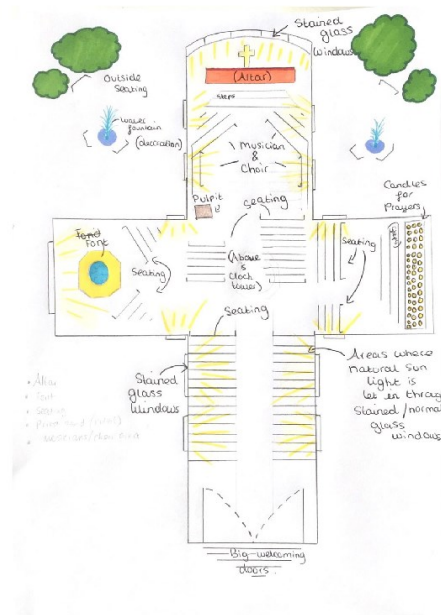 Stained
glass
windows
(Altar)
steps
outside
seating
water
fountain
(decoration)
Musician
&
Choir
Candles
for
Prayers
Pulpit
Seating
Font
Seating
(Above
is
clock
tower)
Seating
Seating
Stained
glass
windows
Areas where
natural sun
light is
let in through
stained/normal
glass
windows
• Altar
• Font
• Seating
Big-welcoming
doors.